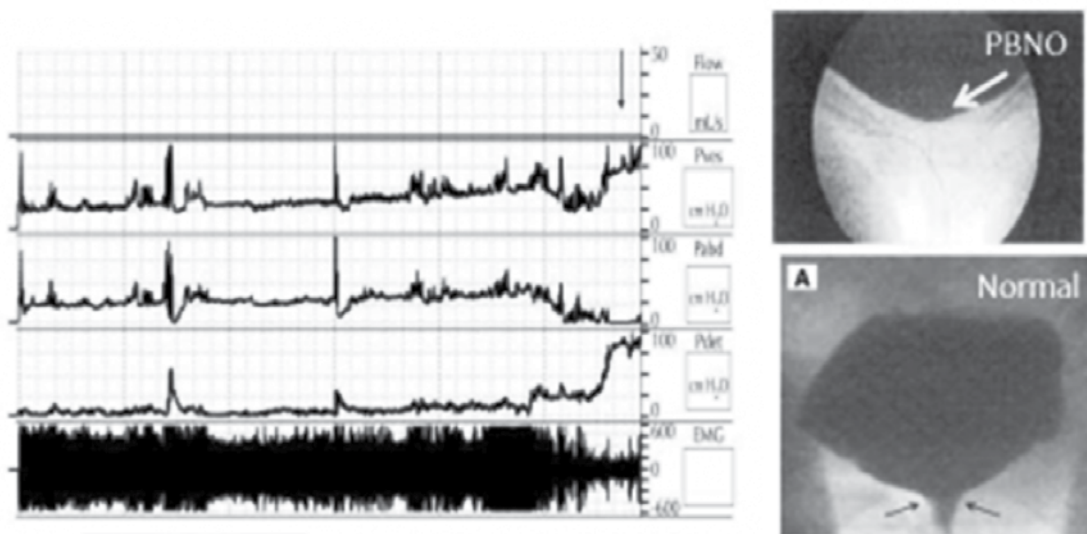 50
Flow
mL/s
0
100
Pves
cm H₂O
0
100
Pabd
cm H₂O
0
100
Pdet
cm H₂O
0
600
EMG
0
-600
PBNO
A
Normal